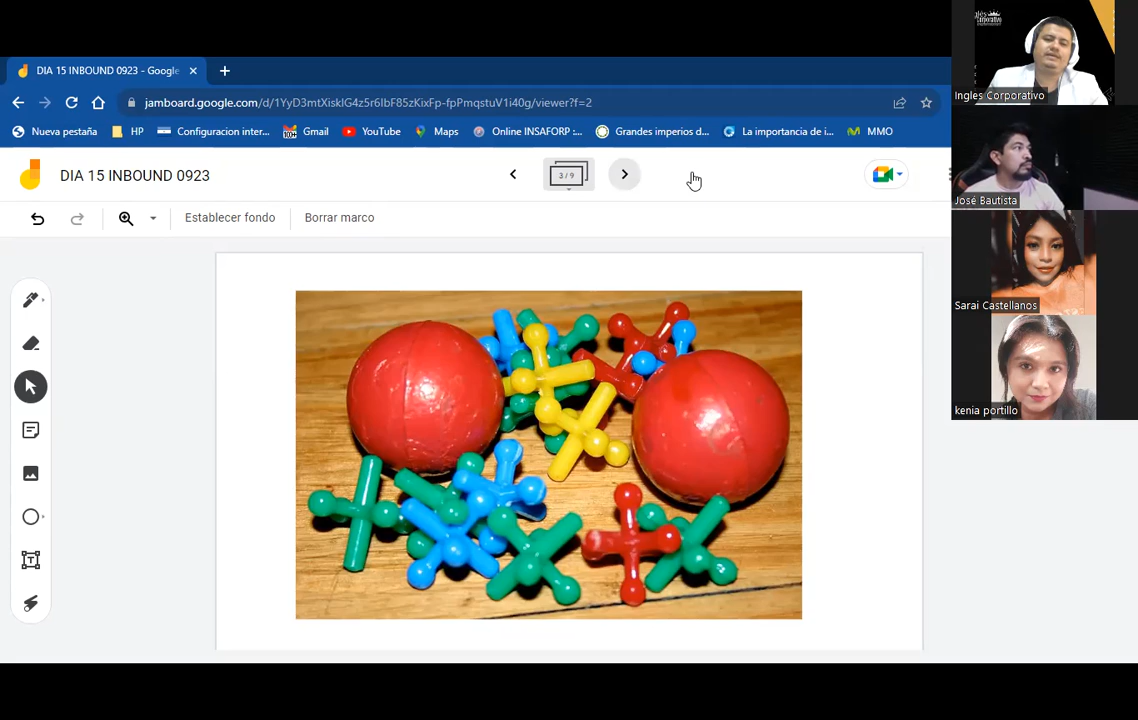 DIA 15 INBOUND 0923 - Google
jamboard.google.com/d/1YyD3mtXiskIG4z5r6IbF85zKixFp-fpPmqstuV1i40g/viewer?f=2
Nueva pestaña
HP
Configuracion inter...
100+
Gmail
YouTube
Maps
Online INSAFORP :...
Grandes imperios d...
La importancia de i...
MMO
DIA 15 INBOUND 0923
3 / 9
Establecer fondo
Borrar marco
Corporativo
Ingles Corporativo
José Bautista
Sarai Castellanos
kenia portillo